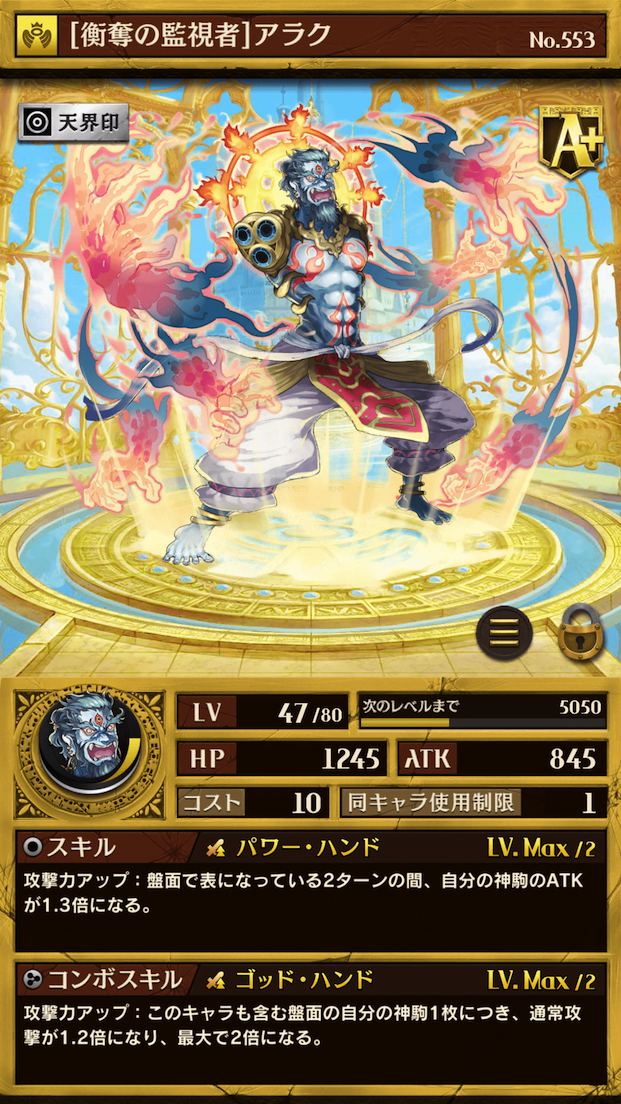 [衡奪の監視者]アラク
No.553
天界印
A+
LV 47/80 次のレベルまで 5050
HP 1245 ATK 845
コスト 10 同キャラ使用制限 1
スキル パワー・ハンド LV.Max/2
攻撃力アップ：盤面で表になっている2ターンの間、自分の神駒のATK
が1.3倍になる。
コンボスキル ゴッド・ハンド LV.Max/2
攻撃力アップ：このキャラも含む盤面の自分の神駒1枚につき、通常攻
撃が1.2倍になり、最大で2倍になる。